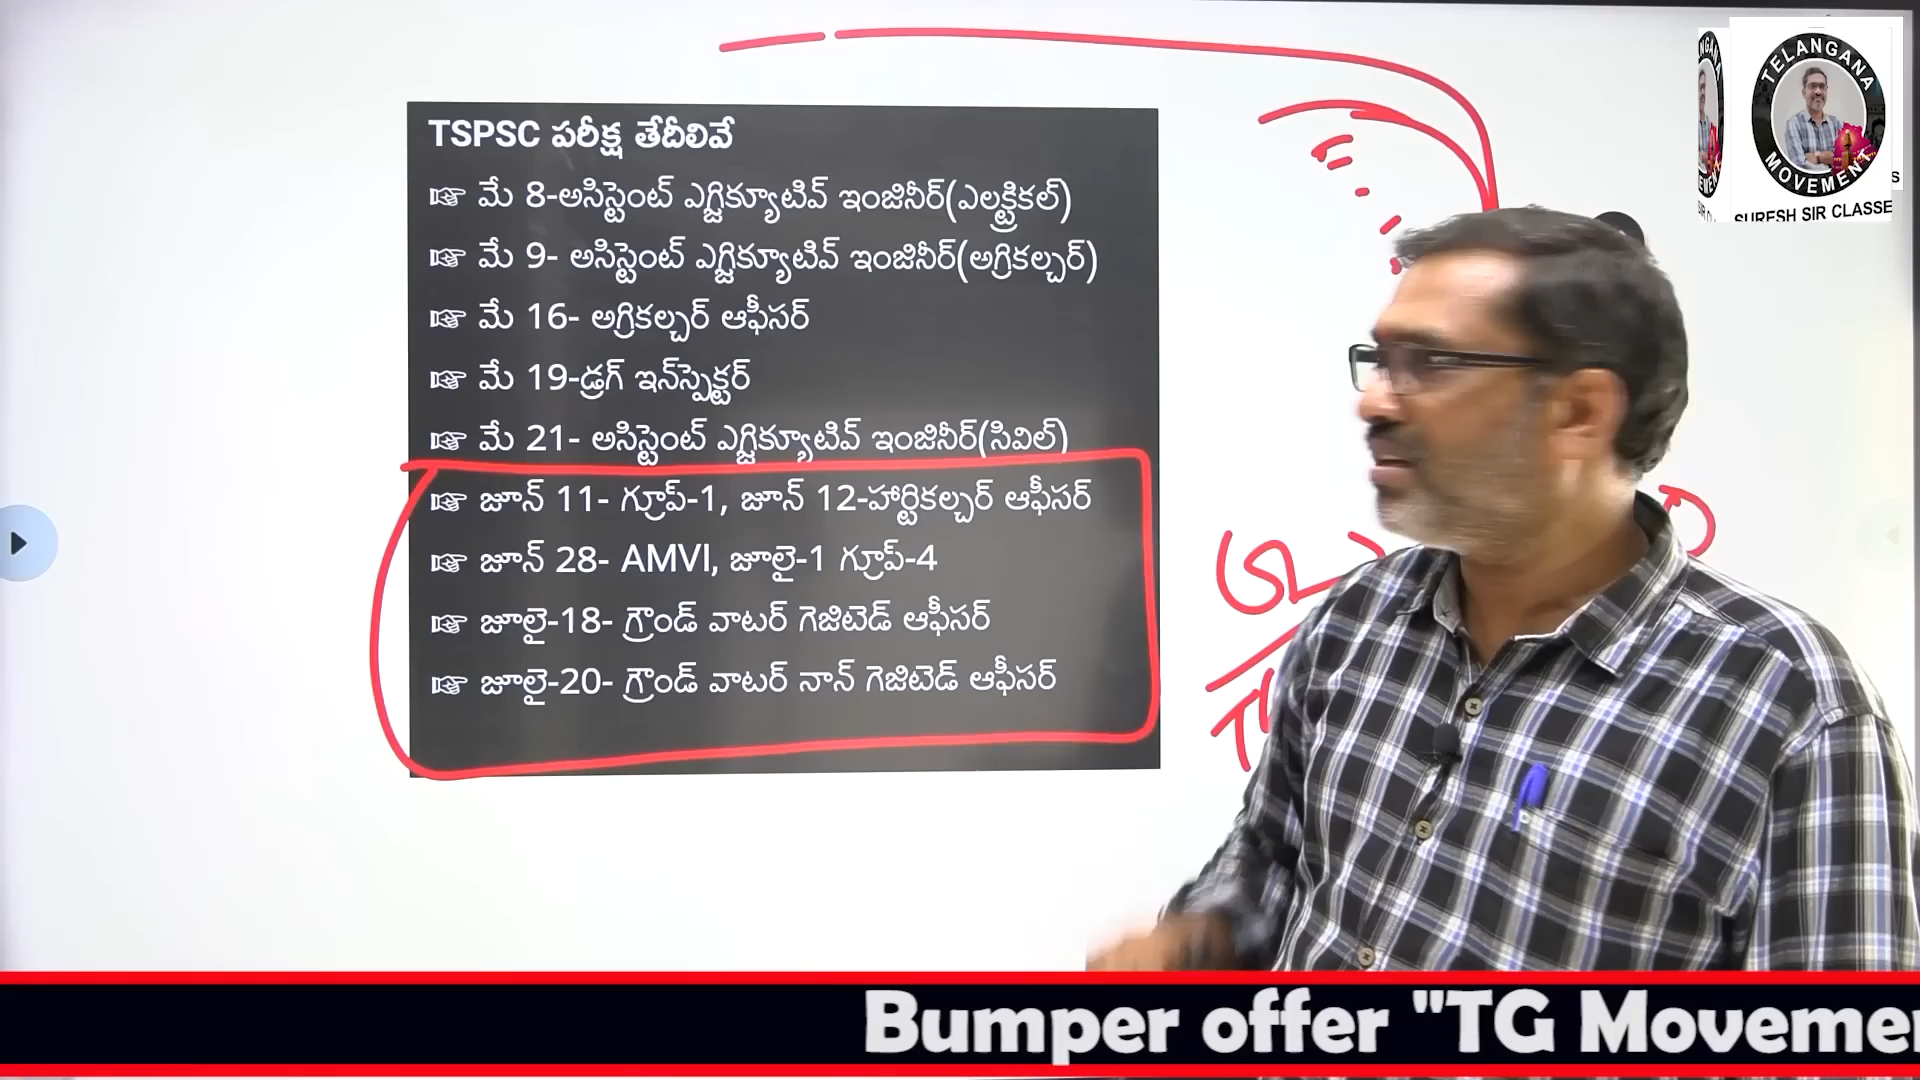 TSPSC పరీక్ష తేదీలివే
☞ మే 8-అసిస్టెంట్ ఎగ్జిక్యూటివ్ ఇంజినీర్(ఎలక్ట్రికల్)
☞ మే 9- అసిస్టెంట్ ఎగ్జిక్యూటివ్ ఇంజినీర్(అగ్రికల్చర్)
☞ మే 16- అగ్రికల్చర్ ఆఫీసర్
☞ మే 19-డ్రగ్ ఇన్‌స్పెక్టర్
☞ మే 21- అసిస్టెంట్ ఎగ్జిక్యూటివ్ ఇంజినీర్(సివిల్)
☞ జూన్ 11- గ్రూప్-1, జూన్ 12-హార్టికల్చర్ ఆఫీసర్
☞ జూన్ 28- AMVI, జూలై-1 గ్రూప్-4
☞ జూలై-18- గ్రౌండ్ వాటర్ గెజిటెడ్ ఆఫీసర్
☞ జూలై-20- గ్రౌండ్ వాటర్ నాన్ గెజిటెడ్ ఆఫీసర్
TELANGANA
MOVEMENT
SURESH SIR CLASSE
Bumper offer "TG Moveme